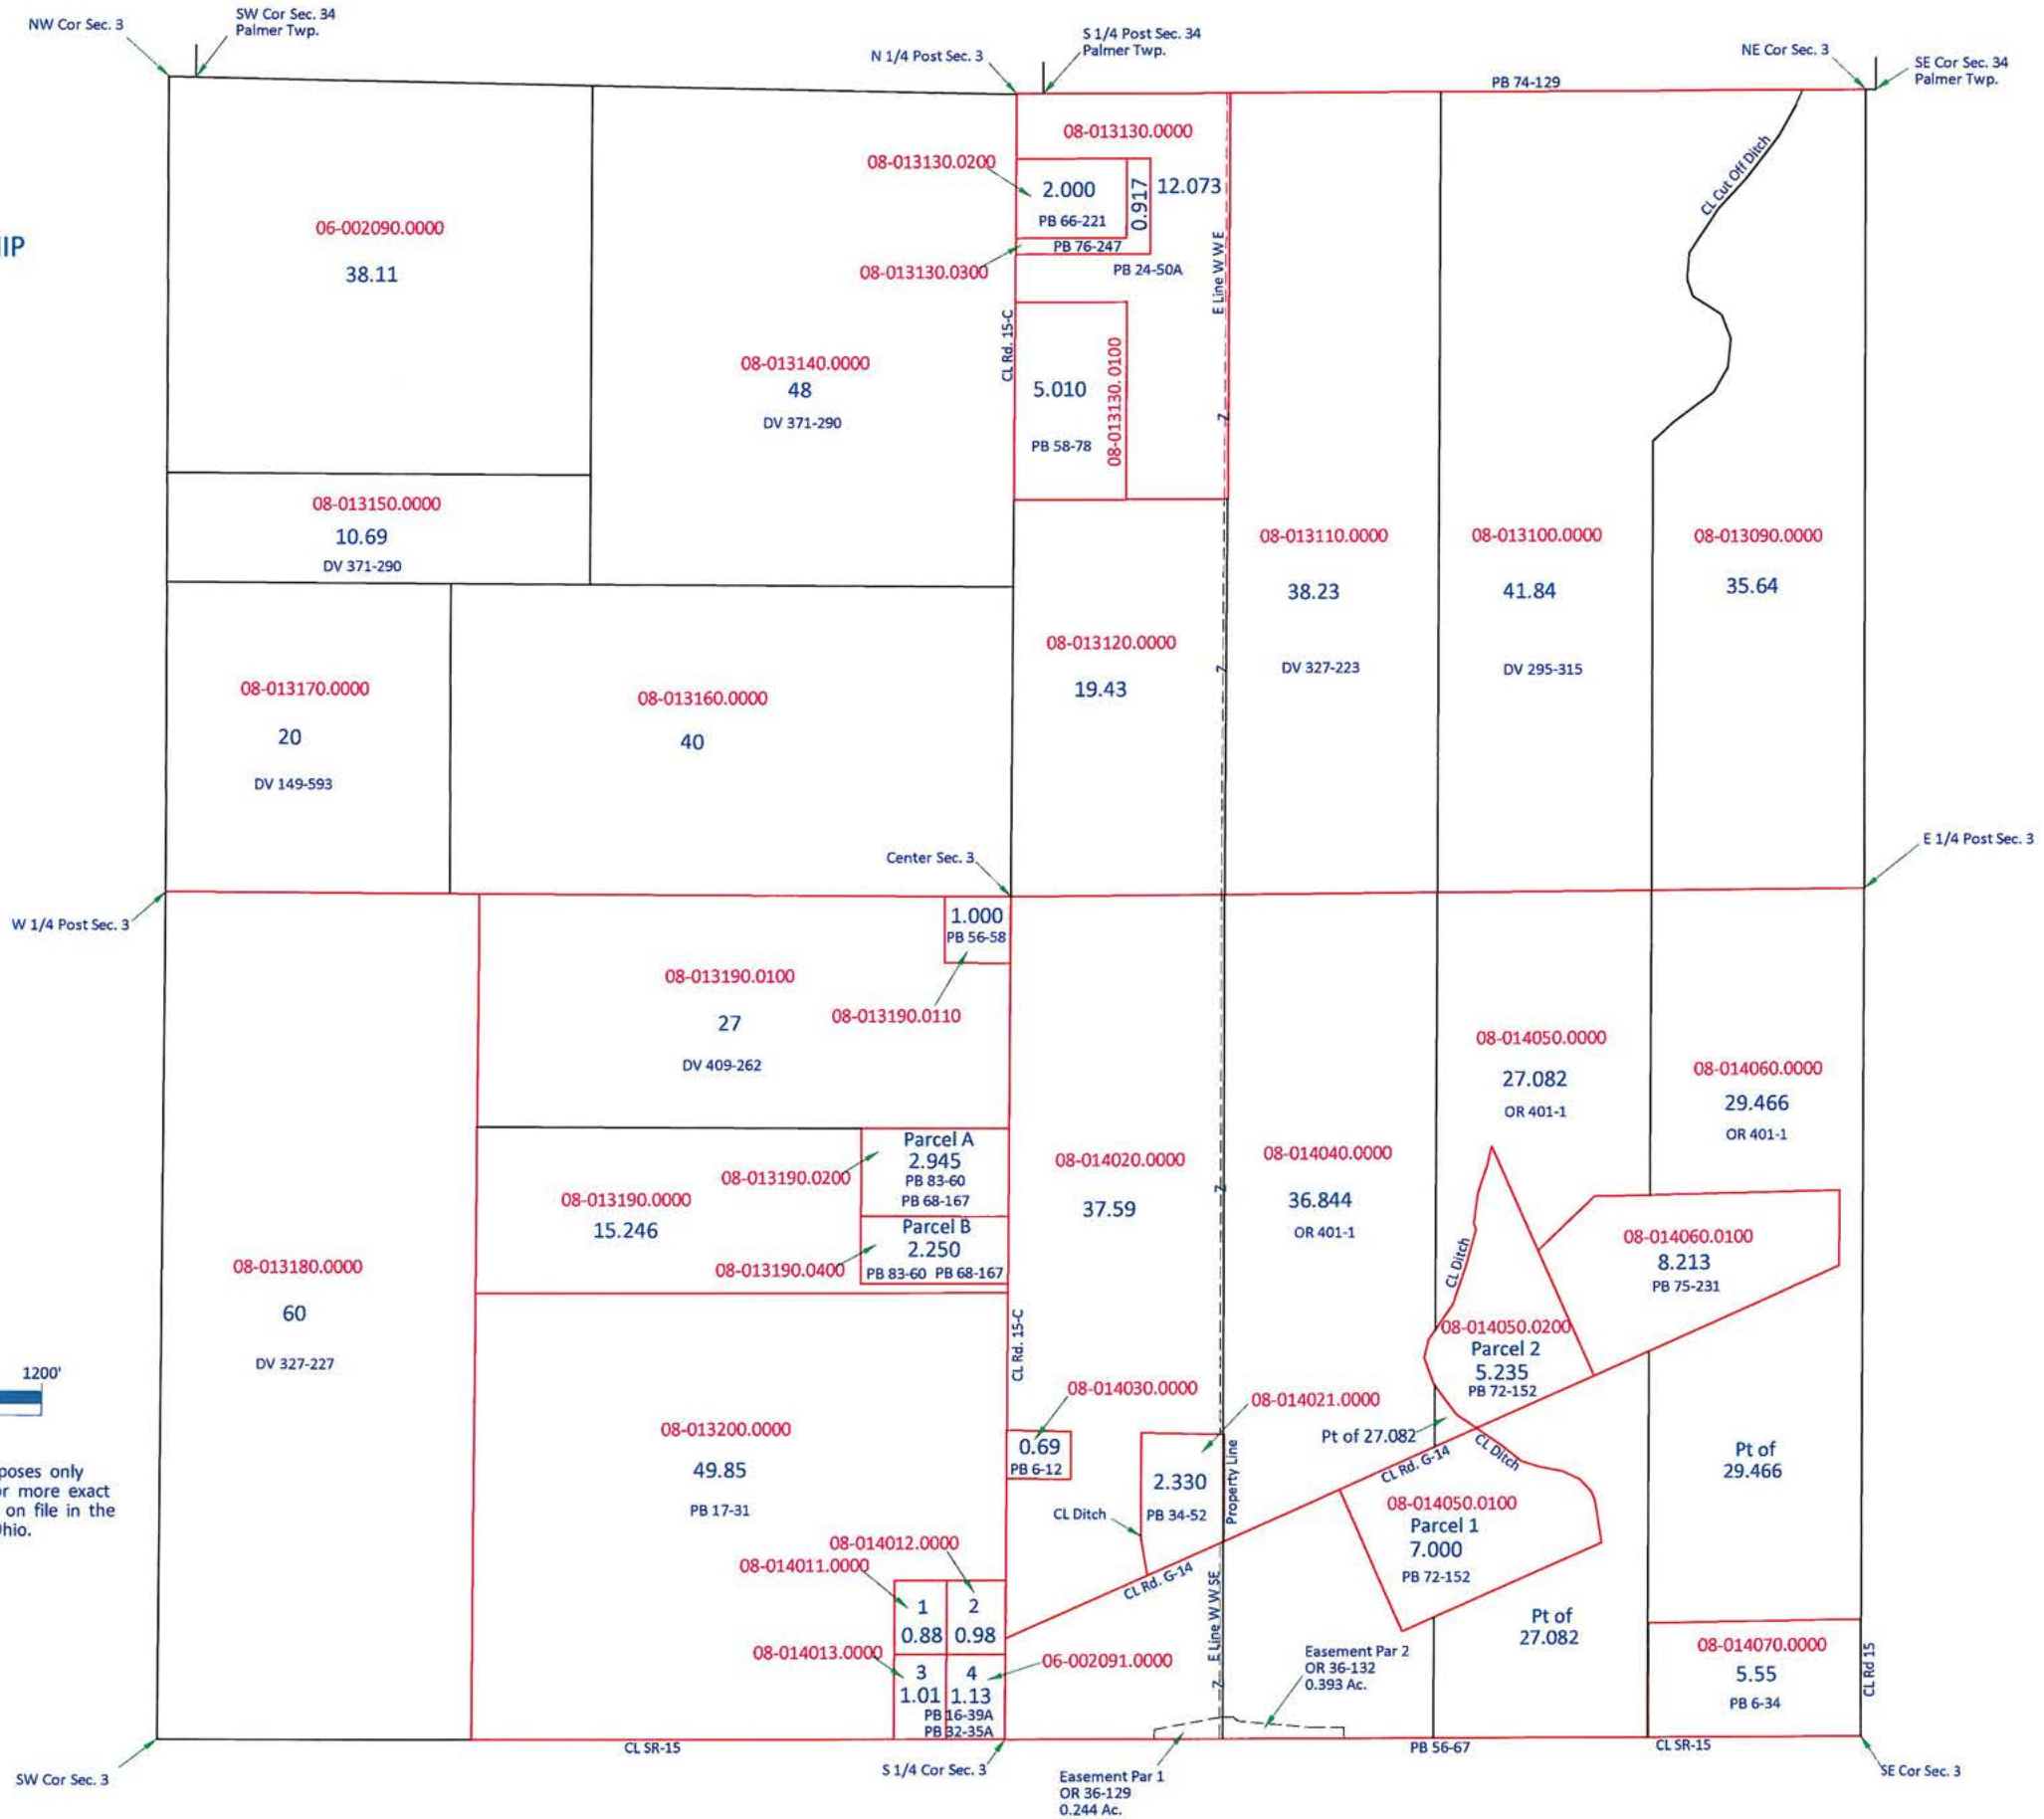 NW Cor Sec. 3
SW Cor Sec. 34
Palmer Twp.
N 1/4 Post Sec. 3
S 1/4 Post Sec. 34
Palmer Twp.
PB 74-129
NE Cor Sec. 3
SE Cor Sec. 34
Palmer Twp.
IIP
06-002090.0000
38.11
08-013140.0000
48
DV 371-290
08-013150.0000
10.69
DV 371-290
08-013130.0000
08-013130.0200
2.000
PB 66-221
0.917
12.073
PB 76-247
08-013130.0300
PB 24-50A
E Line W W E
CL Rd. 15-C
5.010
PB 58-78
08-013130. 0100
Z
CL Cut Off Ditch
08-013110.0000
38.23
DV 327-223
08-013100.0000
41.84
DV 295-315
08-013090.0000
35.64
08-013120.0000
19.43
Z
08-013170.0000
20
DV 149-593
08-013160.0000
40
Center Sec. 3
E 1/4 Post Sec. 3
W 1/4 Post Sec. 3
1.000
PB 56-58
08-013190.0100
27
DV 409-262
08-013190.0110
08-014050.0000
27.082
OR 401-1
08-014060.0000
29.466
OR 401-1
Parcel A
2.945
PB 83-60
PB 68-167
08-013190.0200
08-013190.0000
15.246
Parcel B
2.250
PB 83-60 PB 68-167
08-013190.0400
08-014020.0000
37.59
Z
08-014040.0000
36.844
OR 401-1
CL Ditch
08-014060.0100
8.213
PB 75-231
08-013180.0000
60
DV 327-227
08-014050.0200
Parcel 2
5.235
PB 72-152
CL Rd. 15-C
1200'
08-014030.0000
0.69
PB 6-12
08-014021.0000
2.330
PB 34-52
Property Line
Pt of 27.082
CL Rd. G-14
CL Ditch
Pt of
29.466
08-013200.0000
49.85
PB 17-31
poses only
or more exact
on file in the
Ohio.
CL Ditch
08-014050.0100
Parcel 1
7.000
PB 72-152
08-014012.0000
08-014011.0000
1
0.88
2
0.98
CL Rd. G-14
E Line W W SE
Z
08-014013.0000
3
1.01
4
1.13
PB 16-39A
PB 32-35A
06-002091.0000
Easement Par 2
OR 36-132
0.393 Ac.
Pt of
27.082
08-014070.0000
5.55
PB 6-34
CL Rd 15
SW Cor Sec. 3
CL SR-15
S 1/4 Cor Sec. 3
Easement Par 1
OR 36-129
0.244 Ac.
PB 56-67
CL SR-15
SE Cor Sec. 3